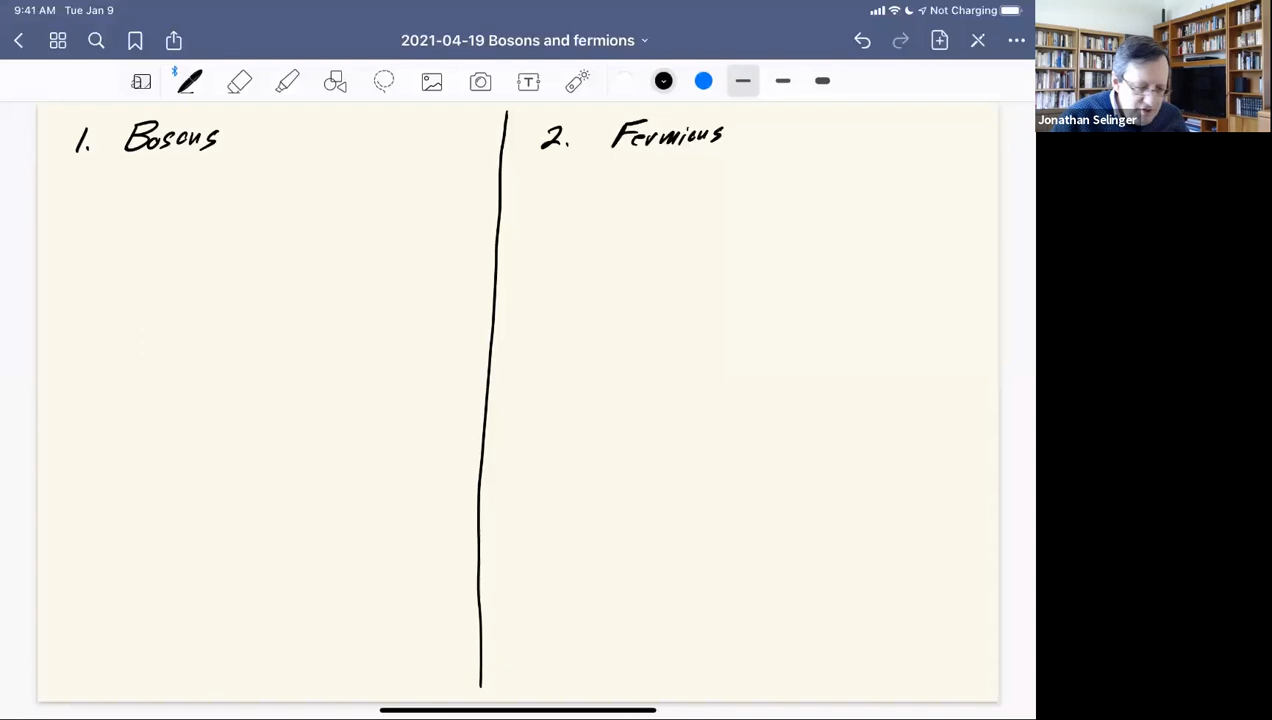 9:41 AM Tue Jan 9
Not Charging
2021-04-19 Bosons and fermions
T
1. Bosons
2. Fermions
Jonathan Selinger